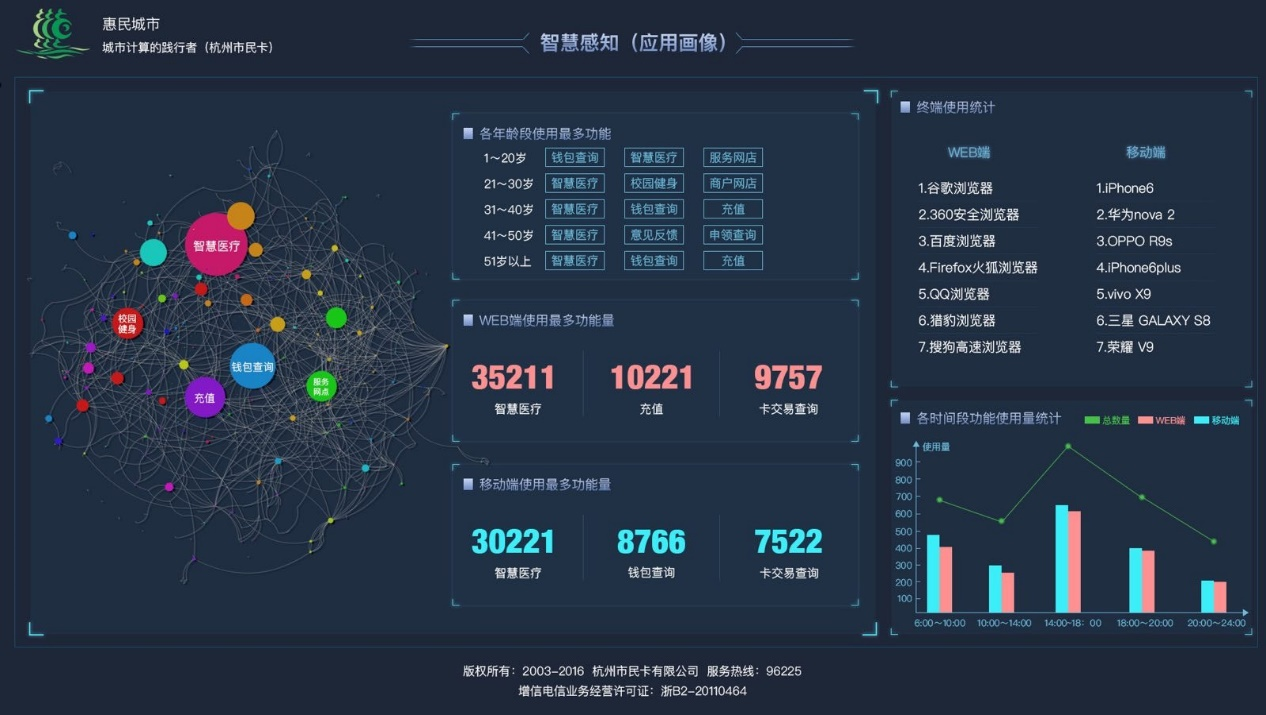 惠民城市
城市计算的践行者（杭州市民卡）
智慧感知（应用画像）
智慧医疗
校园
健身
钱包查询
充值
服务
网点
各年龄段使用最多功能
1～20岁 钱包查询 智慧医疗 服务网店
21～30岁 智慧医疗 校园健身 商户网店
31～40岁 智慧医疗 钱包查询 充值
41～50岁 智慧医疗 意见反馈 申领查询
51岁以上 智慧医疗 钱包查询 充值
WEB端使用最多功能量
35211 10221 9757
智慧医疗 充值 卡交易查询
移动端使用最多功能量
30221 8766 7522
智慧医疗 钱包查询 卡交易查询
终端使用统计
WEB端 移动端
1.谷歌浏览器 1.iPhone6
2.360安全浏览器 2.华为nova 2
3.百度浏览器 3.OPPO R9s
4.Firefox火狐浏览器 4.iPhone6plus
5.QQ浏览器 5.vivo X9
6.猎豹浏览器 6.三星 GALAXY S8
7.搜狗高速浏览器 7.荣耀 V9
各时间段功能使用量统计 总数量 WEB端 移动端
使用量
900
800
700
600
500
400
300
200
100
6:00～10:00 10:00~14:00 14:00~18：00 18:00～20:00 20:00~24:00
版权所有：2003-2016 杭州市民卡有限公司 服务热线：96225
增信电信业务经营许可证：浙B2-20110464